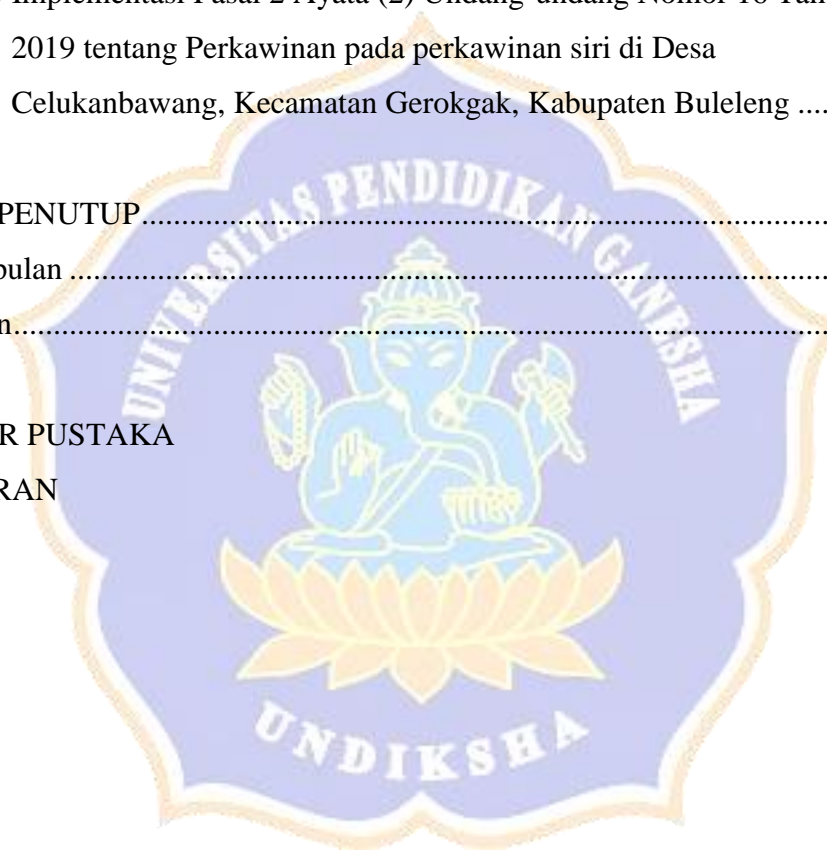 Implementasi Pasal 2 Ayata (2) Undang-undang Nomor 16 Tahun
2019 tentang Perkawinan pada perkawinan siri di Desa
Celukanbawang, Kecamatan Gerokgak, Kabupaten Buleleng ....
PENUTUP..........................................................................................
pulan ....................................................................................................
n............................................................................................................
R PUSTAKA
RAN
UNIVERSITAS PENDIDIKAN GANESHA
UNDIKSHA